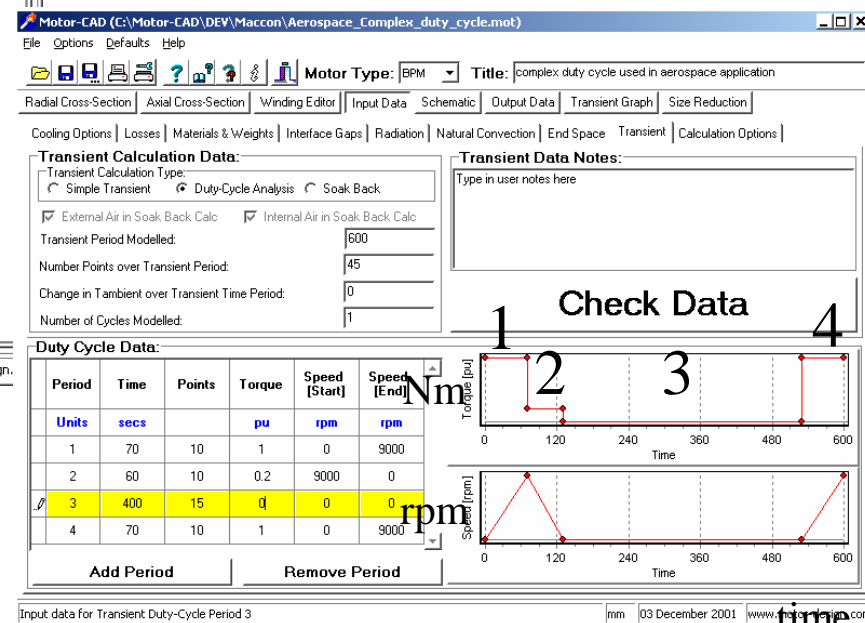 Motor-CAD (C:\Motor-CAD\DEV\Maccon\Aerospace_Complex_duty_cycle.mot)
File Options Defaults Help
Motor Type: BPM Title: complex duty cycle used in aerospace application
Radial Cross-Section Axial Cross-Section Winding Editor Input Data Schematic Output Data Transient Graph Size Reduction
Cooling Options Losses Materials & Weights Interface Gaps Radiation Natural Convection End Space Transient Calculation Options
Transient Calculation Data:
Transient Calculation Type:
Simple Transient Duty-Cycle Analysis Soak Back
External Air in Soak Back Calc Internal Air in Soak Back Calc
Transient Period Modelled: 600
Number Points over Transient Period: 45
Change in Tambient over Transient Time Period: 0
Number of Cycles Modelled: 1
Transient Data Notes:
Type in user notes here
Check Data
gn.
Duty Cycle Data:
Period Time Points Torque Speed [Start] Speed [End]
Units secs pu rpm rpm
1 70 10 1 0 9000
2 60 10 0.2 9000 0
3 400 15 0 0 0
4 70 10 1 0 9000
Add Period Remove Period
Nm
1 2 3 4
Torque [pu]
0 120 240 360 480 600
Time
rpm
Speed [rpm]
0 120 240 360 480 600
Time
time
Input data for Transient Duty-Cycle Period 3 mm 03 December 2001 www.motor-design.com